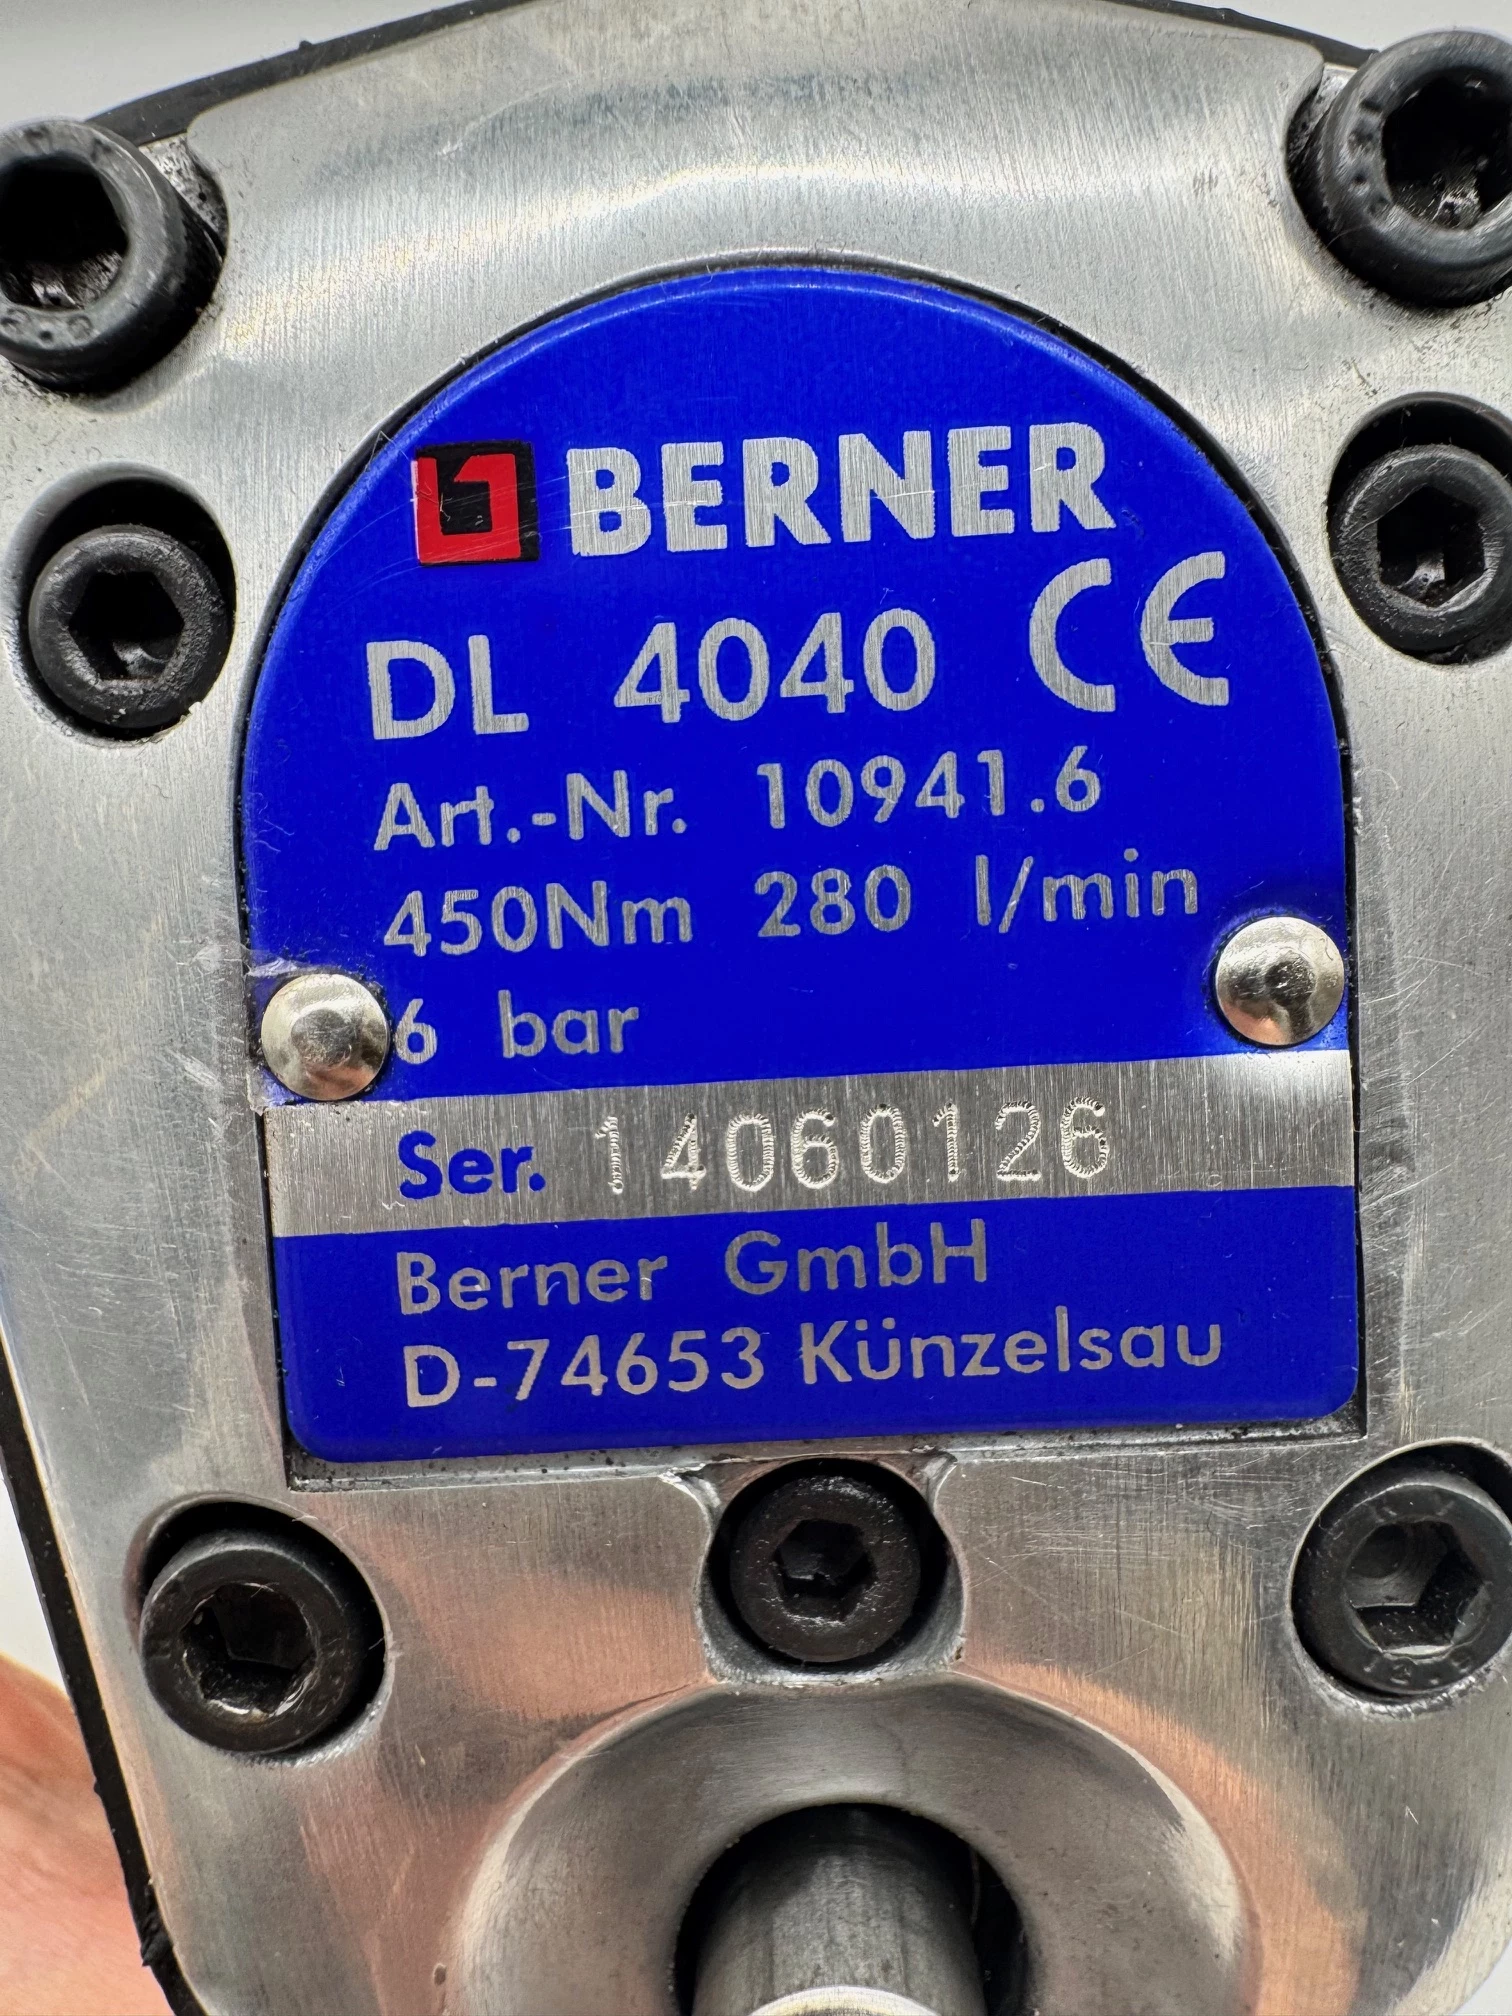 BERNER
DL 4040 CE
Art.-Nr. 10941.6
450Nm 280 l/min
6 bar
Ser. 14060126
Berner GmbH
D-74653 Künzelsau